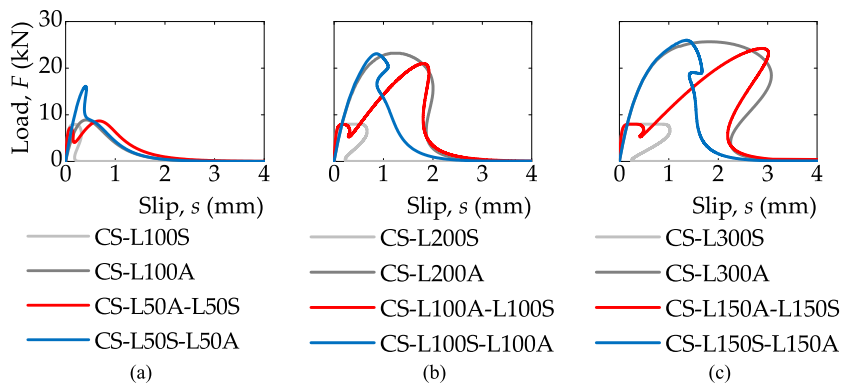 Load, F (kN)
30
20
10
0
0 1 2 3 4
0 1 2 3 4
0 1 2 3 4
Slip, s (mm)
Slip, s (mm)
Slip, s (mm)
CS-L100S
CS-L100A
CS-L50A-L50S
CS-L50S-L50A
(a)
CS-L200S
CS-L200A
CS-L100A-L100S
CS-L100S-L100A
(b)
CS-L300S
CS-L300A
CS-L150A-L150S
CS-L150S-L150A
(c)